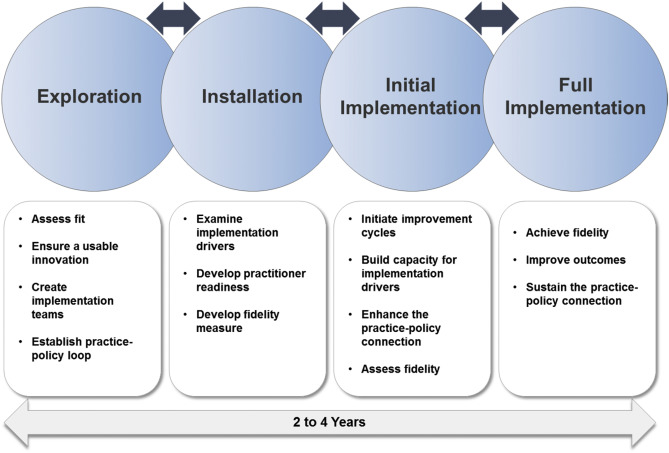 Exploration
Installation
Initial
Implementation
Full
Implementation
• Assess fit
• Ensure a usable
innovation
• Create
implementation
teams
• Establish practice-
policy loop
• Examine
implementation
drivers
• Develop practitioner
readiness
• Develop fidelity
measure
• Initiate improvement
cycles
• Build capacity for
implementation
drivers
• Enhance the
practice-policy
connection
• Assess fidelity
• Achieve fidelity
• Improve outcomes
• Sustain the practice-
policy connection
2 to 4 Years